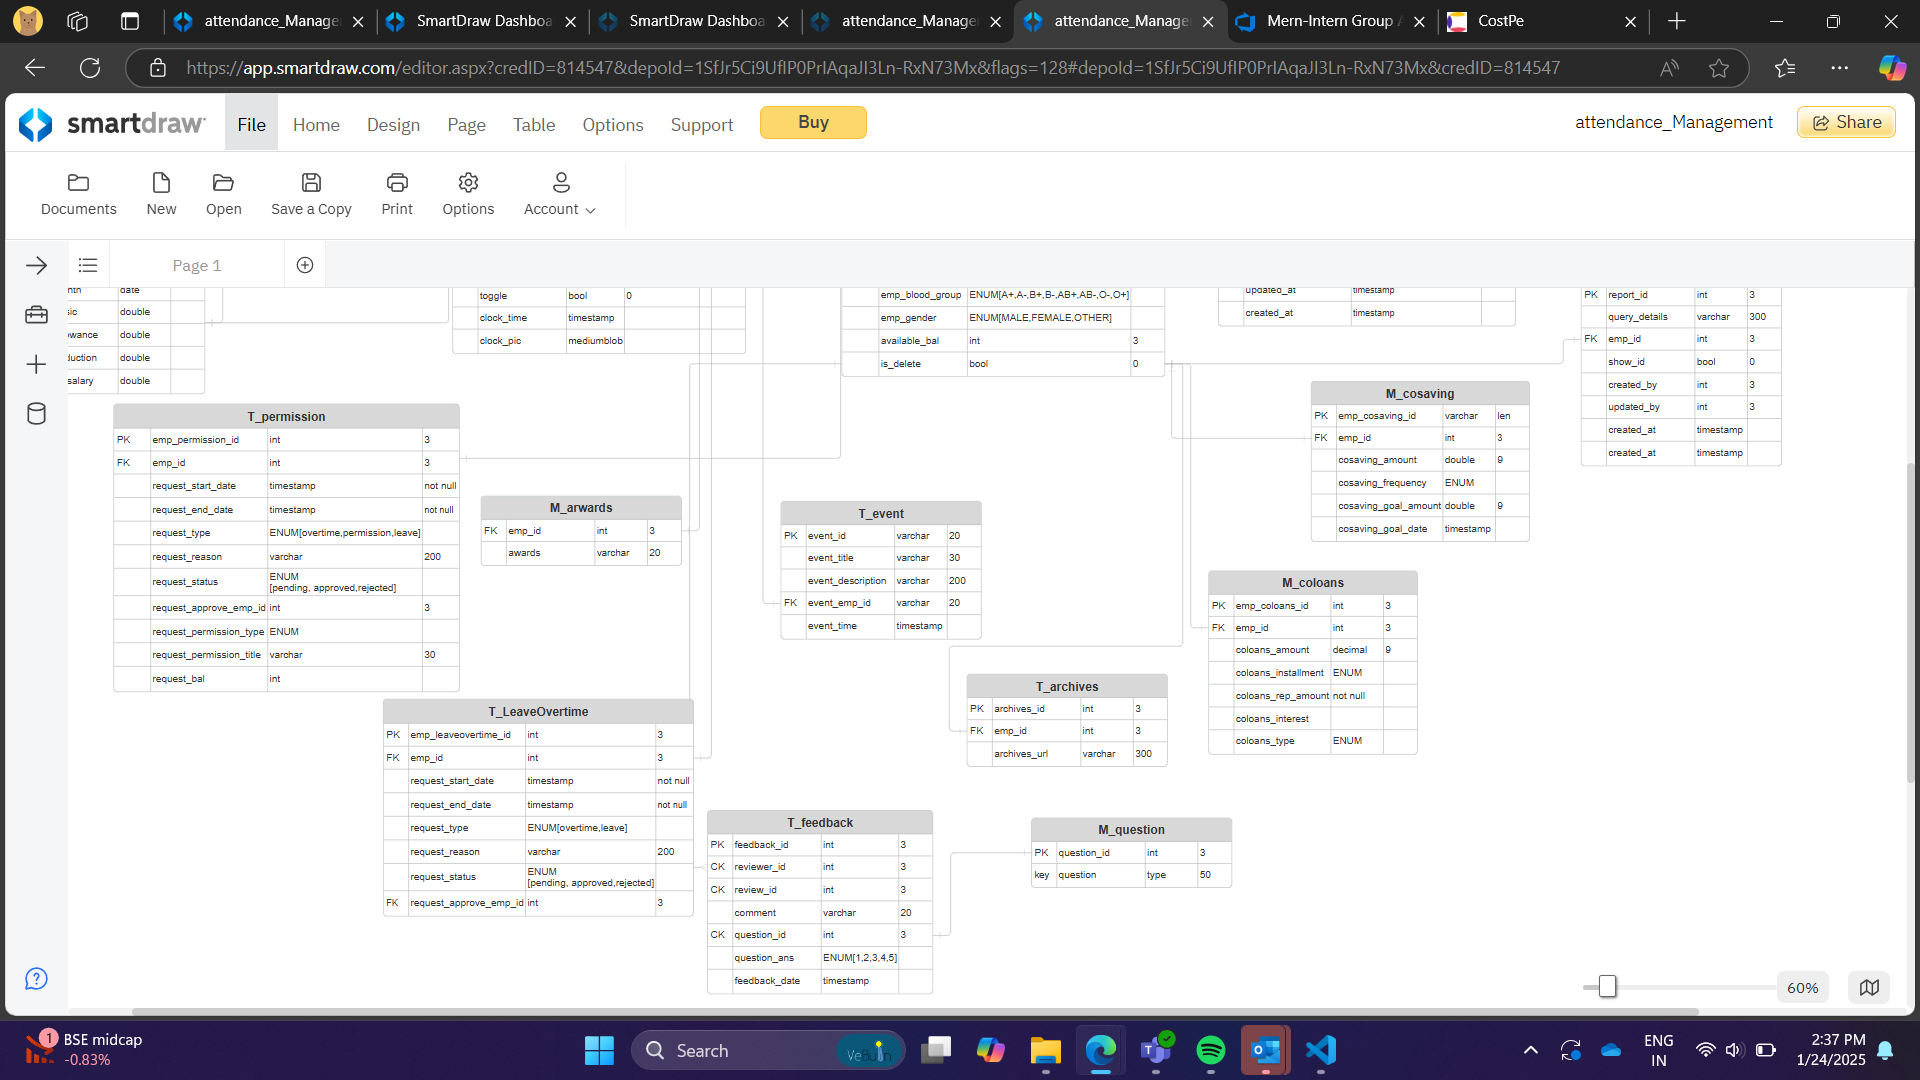 attendance_Manage
SmartDraw Dashboa
SmartDraw Dashboa
attendance_Manage
attendance_Manage
Mern-Intern Group
CostPe
https://app.smartdraw.com/editor.aspx?credID=814547&depoId=1SfJr5Ci9UfIP0PrIAqaJI3Ln-RxN73Mx&flags=128#depoId=1SfJr5Ci9UfIP0PrIAqaJI3Ln-RxN73Mx&credID=814547
smartdraw
File Home Design Page Table Options Support Buy
attendance_Management
Share
Documents New Open Save a Copy Print Options Account
Page 1
nth date
sic double
wance double
duction double
salary double
toggle bool 0
clock_time timestamp
clock_pic mediumblob
emp_blood_group ENUM[A+,A-,B+,B-,AB+,AB-,O-,O+]
emp_gender ENUM[MALE,FEMALE,OTHER]
available_bal int 3
is_delete bool 0
updated_at timestamp
created_at timestamp
PK report_id int 3
query_details varchar 300
FK emp_id int 3
show_id bool 0
created_by int 3
updated_by int 3
created_at timestamp
created_at timestamp
T_permission
PK emp_permission_id int 3
FK emp_id int 3
request_start_date timestamp not null
request_end_date timestamp not null
request_type ENUM[overtime,permission,leave]
request_reason varchar 200
request_status ENUM
[pending, approved,rejected]
request_approve_emp_id int 3
request_permission_type ENUM
request_permission_title varchar 30
request_bal int
M_arwards
FK emp_id int 3
awards varchar 20
T_event
PK event_id varchar 20
event_title varchar 30
event_description varchar 200
FK event_emp_id varchar 20
event_time timestamp
M_cosaving
PK emp_cosaving_id varchar len
FK emp_id int 3
cosaving_amount double 9
cosaving_frequency ENUM
cosaving_goal_amount double 9
cosaving_goal_date timestamp
M_coloans
PK emp_coloans_id int 3
FK emp_id int 3
coloans_amount decimal 9
coloans_installment ENUM
coloans_rep_amount not null
coloans_interest
coloans_type ENUM
T_archives
PK archives_id int 3
FK emp_id int 3
archives_url varchar 300
T_LeaveOvertime
PK emp_leaveovertime_id int 3
FK emp_id int 3
request_start_date timestamp not null
request_end_date timestamp not null
request_type ENUM[overtime,leave]
request_reason varchar 200
request_status ENUM
[pending, approved,rejected]
FK request_approve_emp_id int 3
T_feedback
PK feedback_id int 3
CK reviewer_id int 3
CK review_id int 3
comment varchar 20
CK question_id int 3
question_ans ENUM[1,2,3,4,5]
feedback_date timestamp
M_question
PK question_id int 3
key question type 50
60%
1
BSE midcap
-0.83%
Search
ENG
IN
2:37 PM
1/24/2025